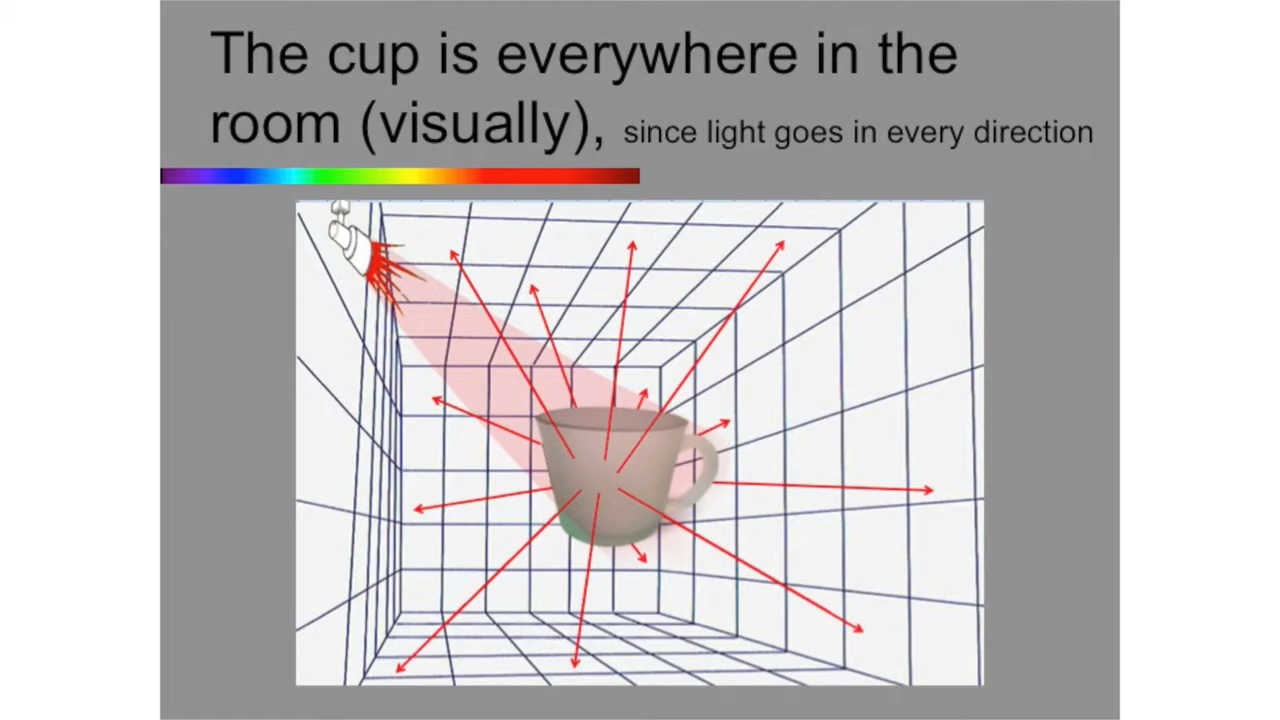 The cup is everywhere in the
room (visually), since light goes in every direction